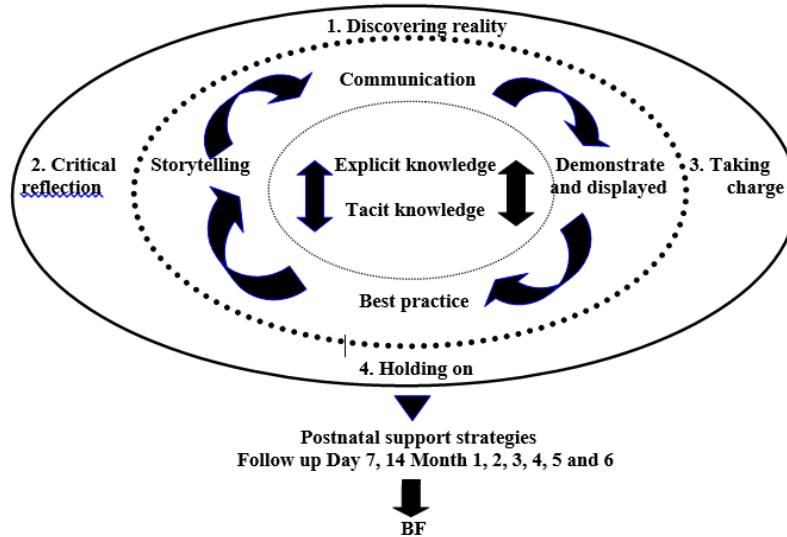 1. Discovering reality
Communication
2. Critical
reflection
Storytelling
Explicit knowledge
Tacit knowledge
Demonstrate
and displayed
3. Taking
charge
Best practice
4. Holding on
Postnatal support strategies
Follow up Day 7, 14 Month 1, 2, 3, 4, 5 and 6
BF